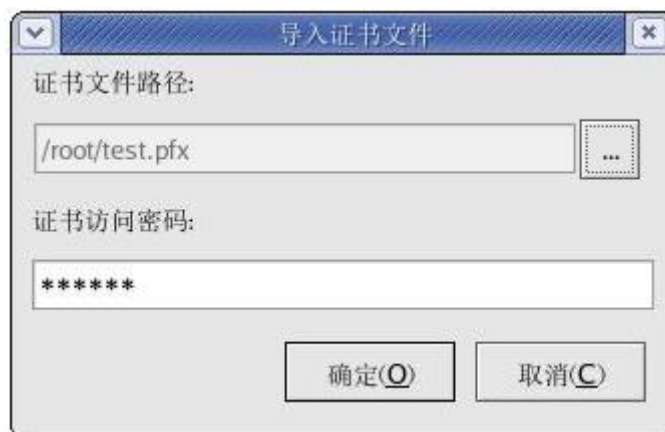 导入证书文件
证书文件路径:
/root/test.pfx
...
证书访问密码:
******
确定(O) 取消(C)